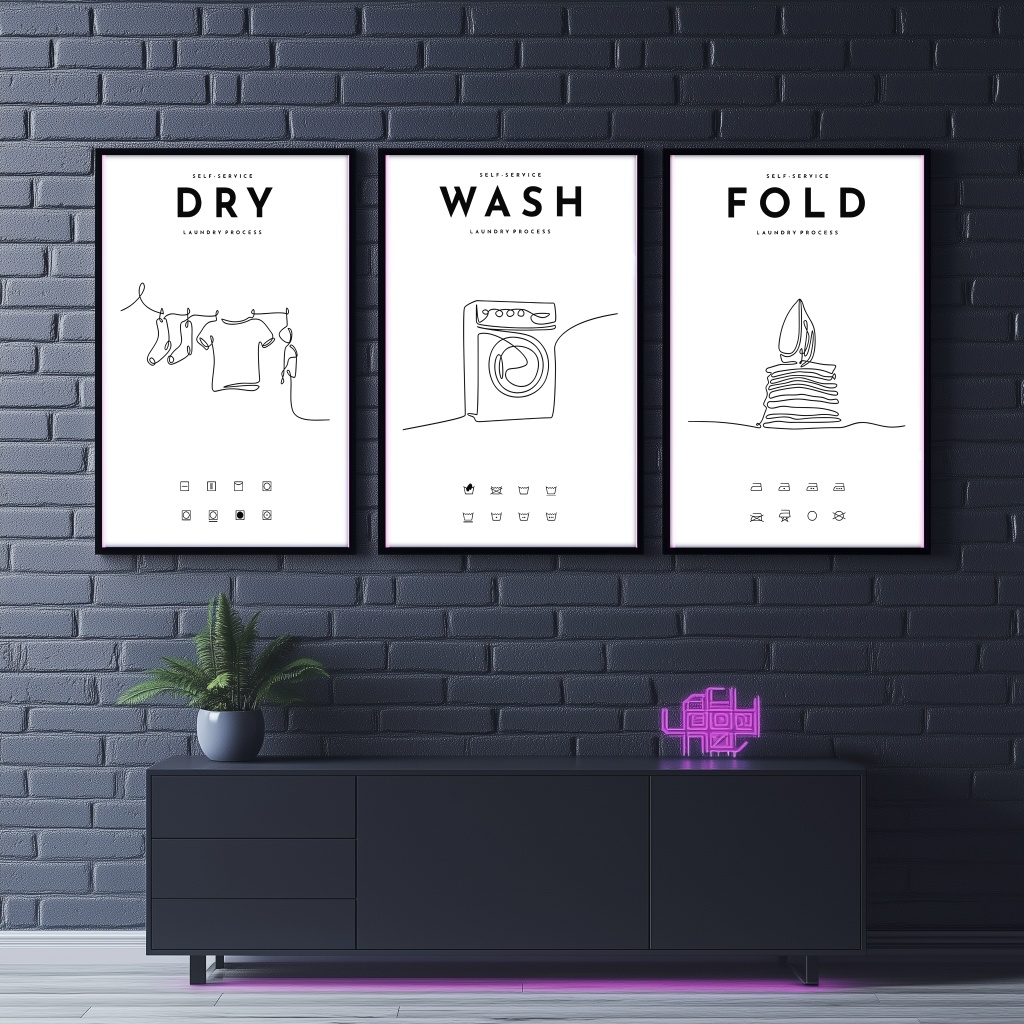 SELF-SERVICE
DRY
LAUNDRY PROCESS
SELF-SERVICE
WASH
LAUNDRY PROCESS
SELF-SERVICE
FOLD
LAUNDRY PROCESS